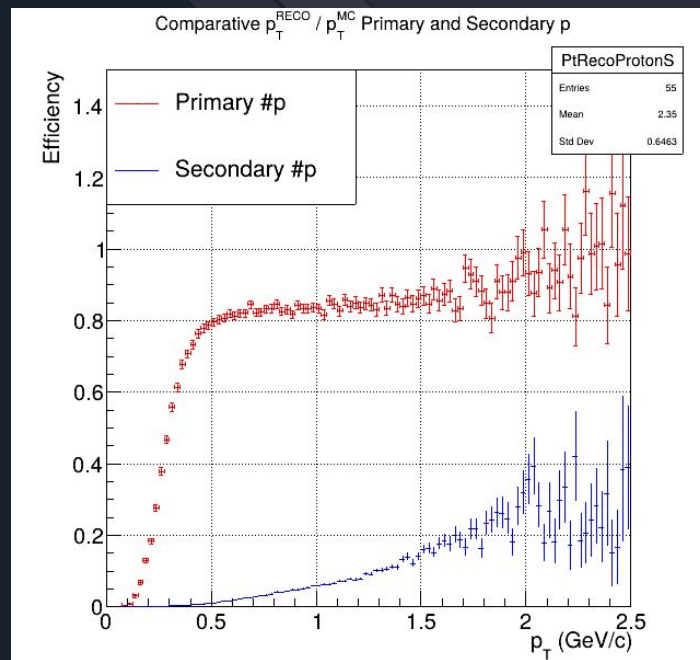 Comparative p_T^RECO / p_T^MC Primary and Secondary p
PtRecoProtonS
Entries 55
Mean 2.35
Std Dev 0.6463
Primary #p
Secondary #p
Efficiency
1.4
1.2
1
0.8
0.6
0.4
0.2
0
0 0.5 1 1.5 2 2.5
p_T (GeV/c)